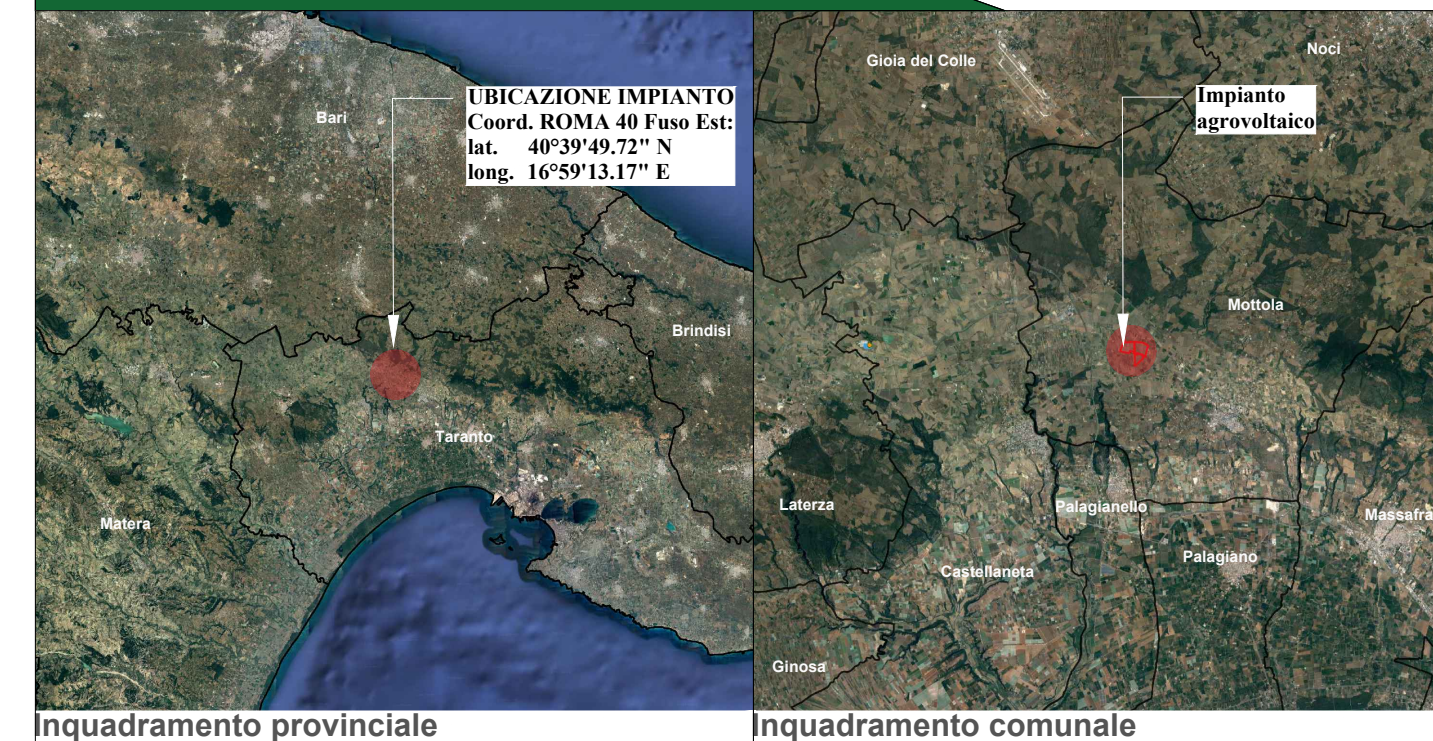 Bari
UBICAZIONE IMPIANTO
Coord. ROMA 40 Fuso Est:
lat. 40°39'49.72" N
long. 16°59'13.17" E
Brindisi
Taranto
Matera
Inquadramento provinciale
Gioia del Colle
Noci
Impianto
agrovoltaico
Mottola
Laterza
Palagianello
Massafra
Palagiano
Castellaneta
Ginosa
Inquadramento comunale